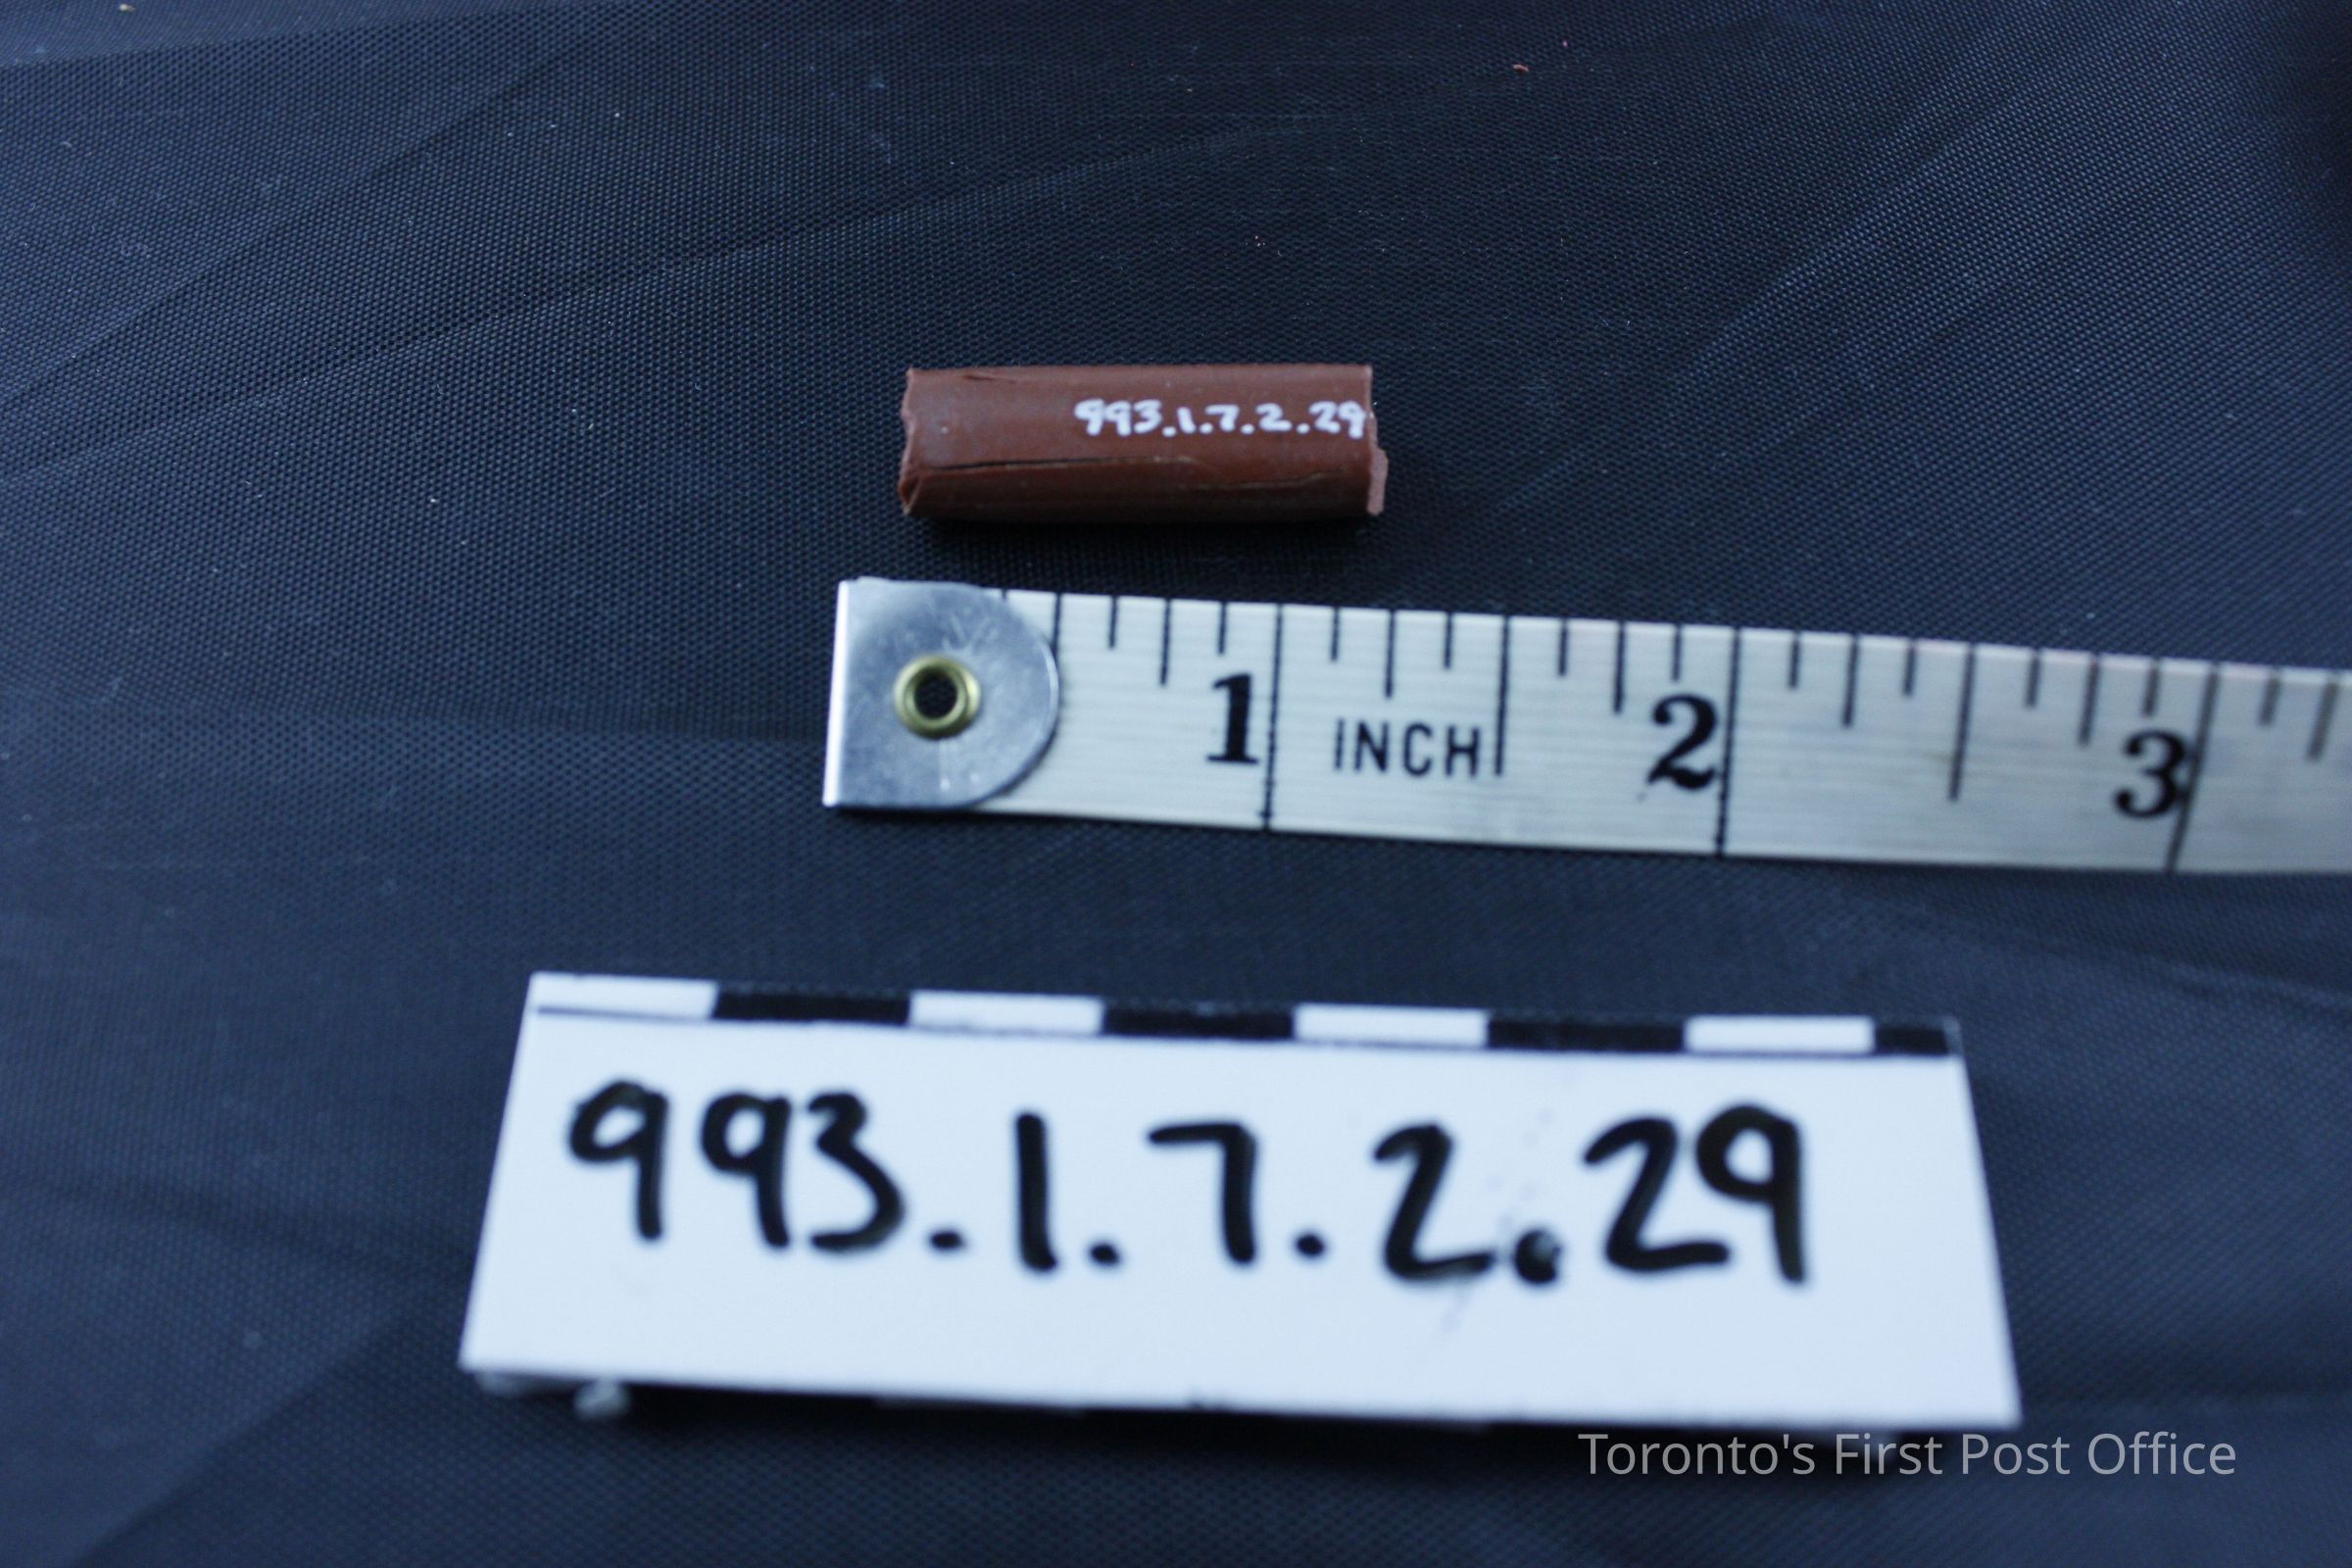 993.1.7.2.29
1 INCH 2 3
993.1.7.2.29
Toronto's First Post Office